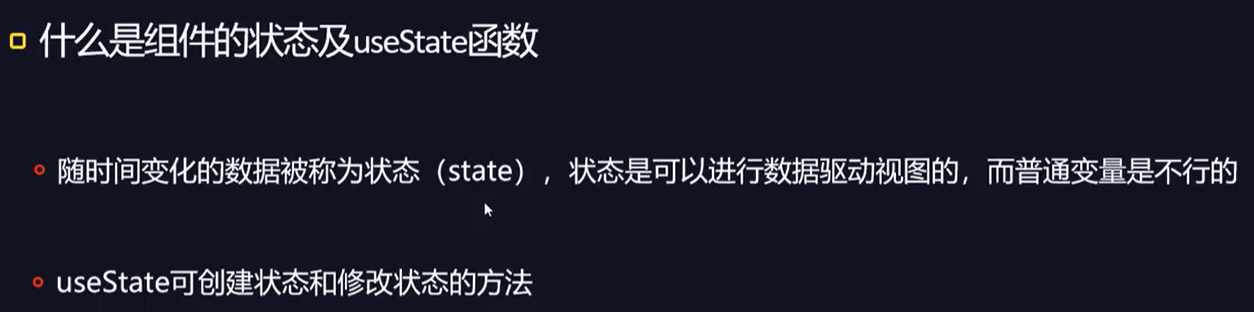 什么是组件的状态及useState函数
随时间变化的数据被称为状态（state），状态是可以进行数据驱动视图的，而普通变量是不行的
useState可创建状态和修改状态的方法